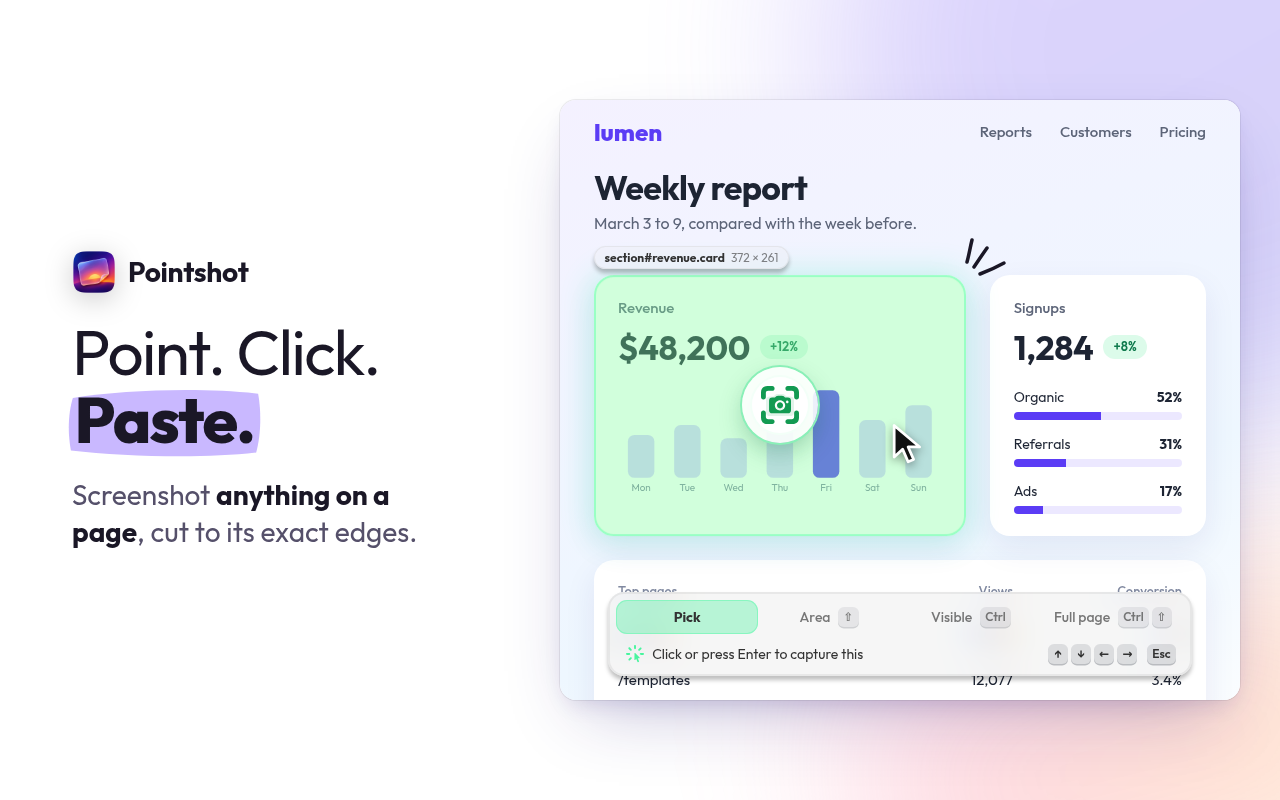 Pointshot
Point. Click.
Paste.
Screenshot anything on a
page, cut to its exact edges.
lumen
Reports Customers Pricing
Weekly report
March 3 to 9, compared with the week before.
section#revenue.card 372 × 261
Revenue
$48,200 +12%
Mon Tue Wed Thu Fri Sat Sun
Signups
1,284 +8%
Organic 52%
Referrals 31%
Ads 17%
Top pages Views Conversion
Pick Area ⇧ Visible Ctrl Full page Ctrl ⇧
Click or press Enter to capture this ↑ ↓ ← → Esc
/templates 12,077 3.4%